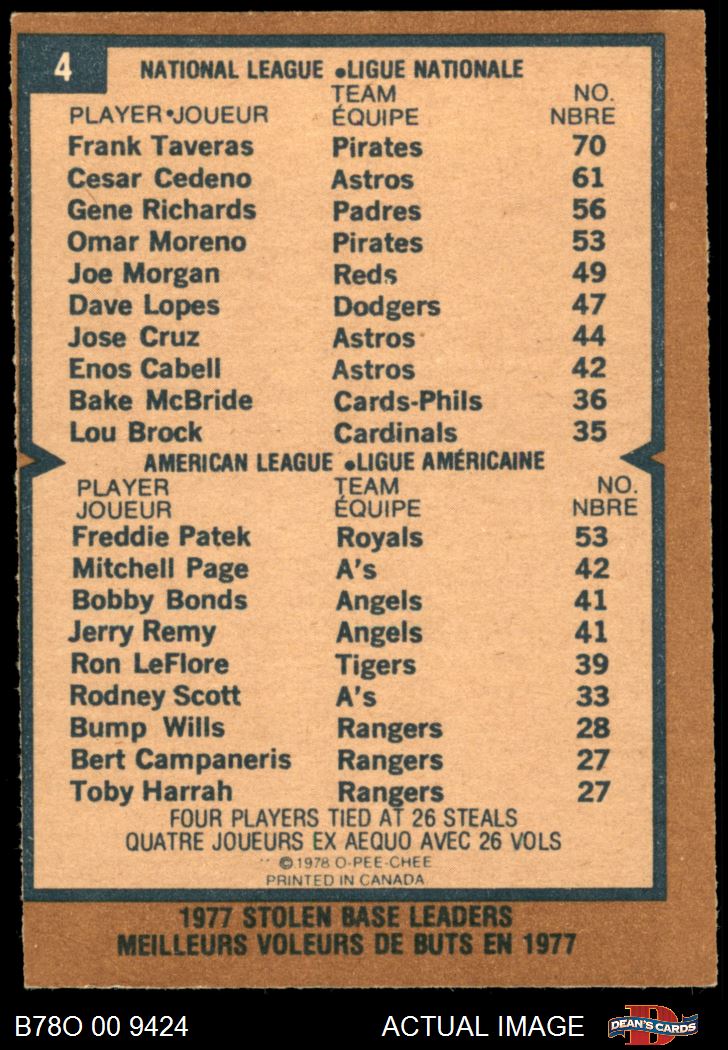 4
NATIONAL LEAGUE •LIGUE NATIONALE
PLAYER•JOUEUR TEAM ÉQUIPE NO. NBRE
Frank Taveras Pirates 70
Cesar Cedeno Astros 61
Gene Richards Padres 56
Omar Moreno Pirates 53
Joe Morgan Reds 49
Dave Lopes Dodgers 47
Jose Cruz Astros 44
Enos Cabell Astros 42
Bake McBride Cards-Phils 36
Lou Brock Cardinals 35
AMERICAN LEAGUE •LIGUE AMÉRICAINE
PLAYER TEAM NO.
JOUEUR ÉQUIPE NBRE
Freddie Patek Royals 53
Mitchell Page A's 42
Bobby Bonds Angels 41
Jerry Remy Angels 41
Ron LeFlore Tigers 39
Rodney Scott A's 33
Bump Wills Rangers 28
Bert Campaneris Rangers 27
Toby Harrah Rangers 27
FOUR PLAYERS TIED AT 26 STEALS
QUATRE JOUEURS EX AEQUO AVEC 26 VOLS
©1978 O-PEE-CHEE
PRINTED IN CANADA
1977 STOLEN BASE LEADERS
MEILLEURS VOLEURS DE BUTS EN 1977
B78O 00 9424 ACTUAL IMAGE D DEAN'S CARDS